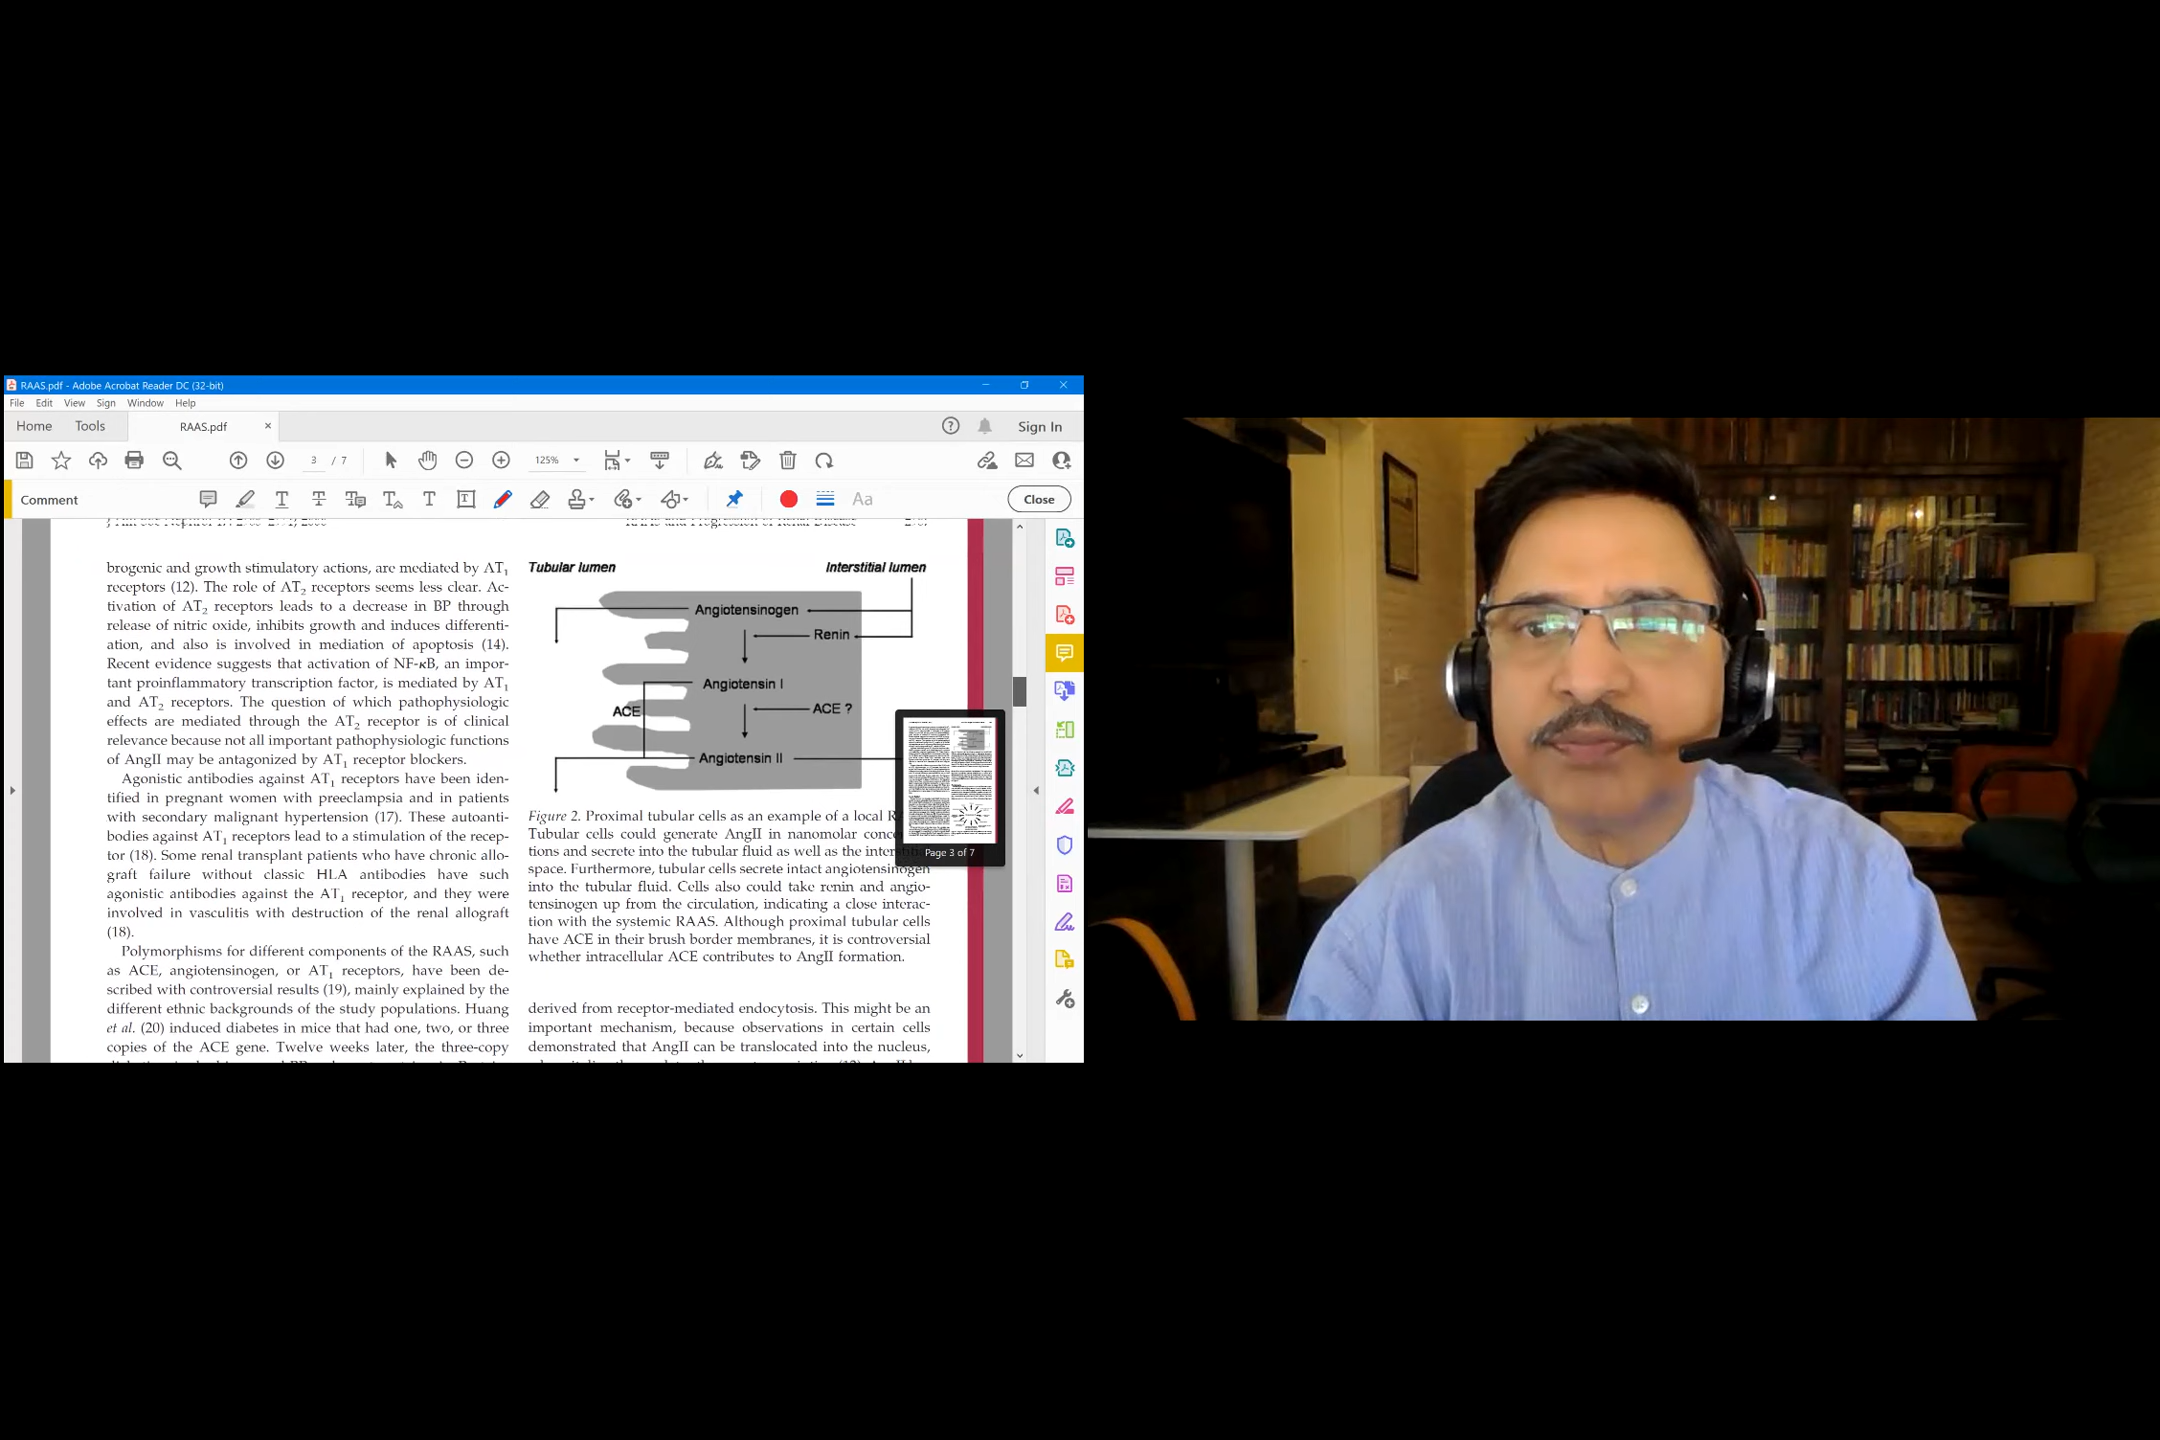 RAAS.pdf - Adobe Acrobat Reader DC (32-bit)
File Edit View Sign Window Help
Home Tools RAAS.pdf × Sign In
3 / 7 125%
Comment Aa Close
J Am Soc Nephrol 17: 2985–2991, 2006 RAAS and Progression of Renal Disease
brogenic and growth stimulatory actions, are mediated by AT1
receptors (12). The role of AT2 receptors seems less clear. Ac-
tivation of AT2 receptors leads to a decrease in BP through
release of nitric oxide, inhibits growth and induces differenti-
ation, and also is involved in mediation of apoptosis (14).
Recent evidence suggests that activation of NF-κB, an impor-
tant proinflammatory transcription factor, is mediated by AT1
and AT2 receptors. The question of which pathophysiologic
effects are mediated through the AT2 receptor is of clinical
relevance because not all important pathophysiologic functions
of AngII may be antagonized by AT1 receptor blockers.
Agonistic antibodies against AT1 receptors have been iden-
tified in pregnant women with preeclampsia and in patients
with secondary malignant hypertension (17). These autoanti-
bodies against AT1 receptors lead to a stimulation of the recep-
tor (18). Some renal transplant patients who have chronic allo-
graft failure without classic HLA antibodies have such
agonistic antibodies against the AT1 receptor, and they were
involved in vasculitis with destruction of the renal allograft
(18).
Polymorphisms for different components of the RAAS, such
as ACE, angiotensinogen, or AT1 receptors, have been de-
scribed with controversial results (19), mainly explained by the
different ethnic backgrounds of the study populations. Huang
et al. (20) induced diabetes in mice that had one, two, or three
copies of the ACE gene. Twelve weeks later, the three-copy
Tubular lumen Interstitial lumen
Angiotensinogen
Renin
Angiotensin I
ACE ACE ?
Angiotensin II
Figure 2. Proximal tubular cells as an example of a local
Tubular cells could generate AngII in nanomolar
tions and secrete into the tubular fluid as well as the
space. Furthermore, tubular cells secrete intact angiotensinogen
into the tubular fluid. Cells also could take renin and angio-
tensinogen up from the circulation, indicating a close interac-
tion with the systemic RAAS. Although proximal tubular cells
have ACE in their brush border membranes, it is controversial
whether intracellular ACE contributes to AngII formation.
Page 3 of 7
derived from receptor-mediated endocytosis. This might be an
important mechanism, because observations in certain cells
demonstrated that AngII can be translocated into the nucleus,